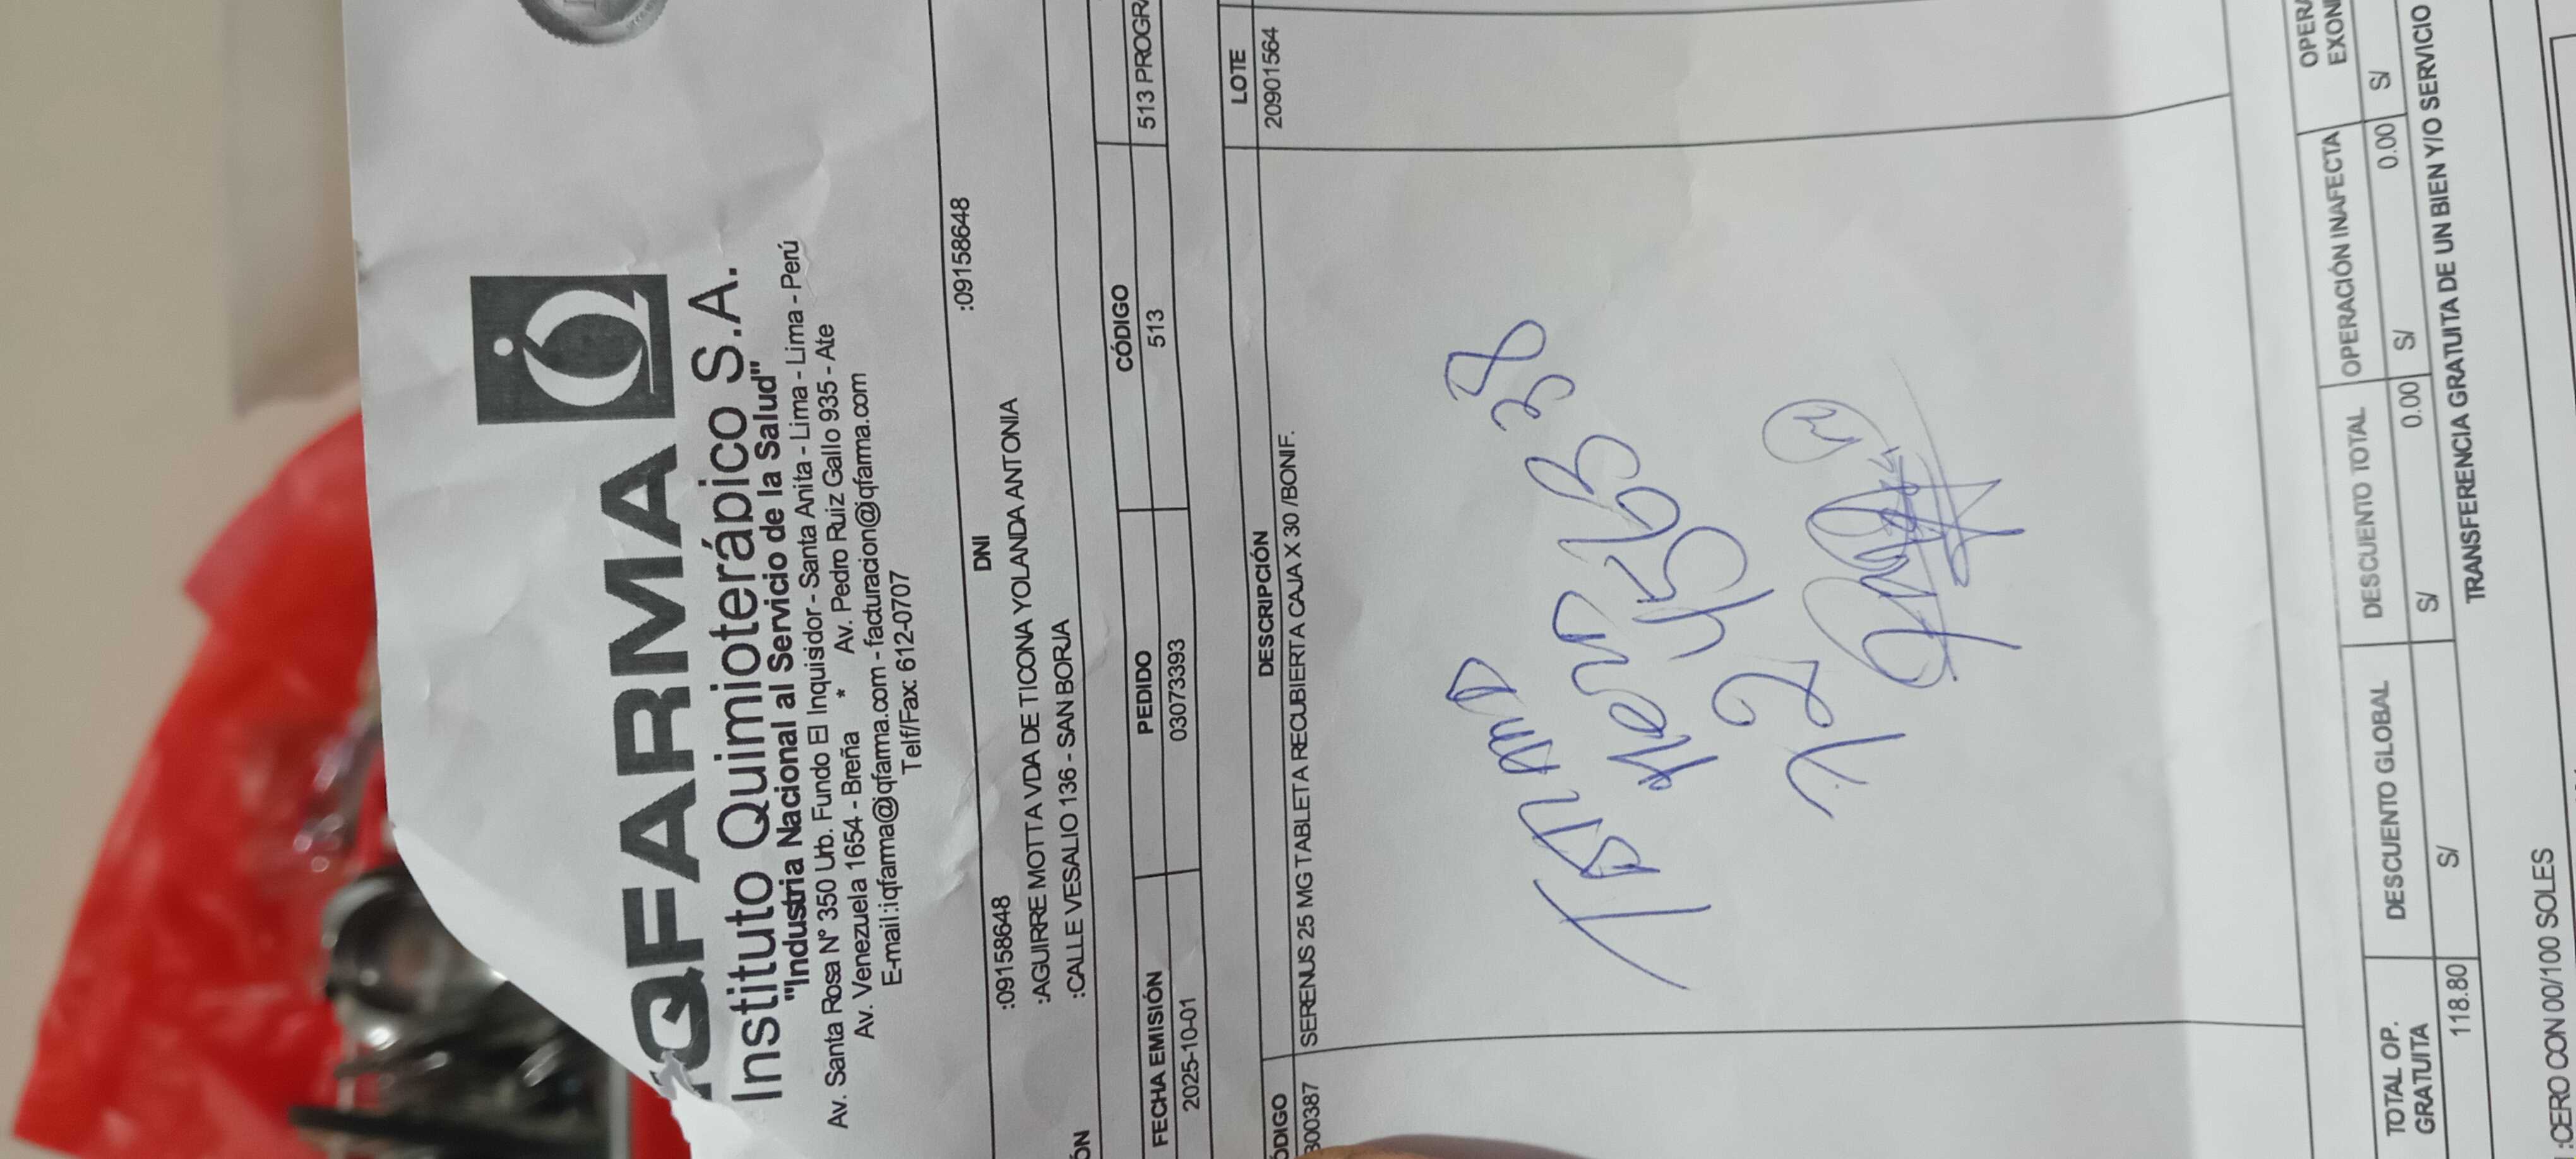 IQFARMA
Instituto Quimioterápico S.A.
"Industria Nacional al Servicio de la Salud"
Av. Santa Rosa N° 350 Urb. Fundo El Inquisidor - Santa Anita - Lima - Lima - Perú
Av. Venezuela 1654 - Breña * Av. Pedro Ruiz Gallo 935 - Ate
E-mail:iqfarma@iqfarma.com - facturacion@iqfarma.com
Telf/Fax: 612-0707
:09158648 DNI :09158648
:AGUIRRE MOTTA VDA DE TICONA YOLANDA ANTONIA
ÓN :CALLE VESALIO 136 - SAN BORJA
FECHA EMISIÓN PEDIDO CÓDIGO
2025-10-01 03073393 513 513 PROGRA
ÓDIGO DESCRIPCIÓN LOTE
300387 SERENUS 25 MG TABLETA RECUBIERTA CAJA X 30 /BONIF. 20901564
TOTAL OP. GRATUITA DESCUENTO GLOBAL DESCUENTO TOTAL OPERACIÓN INAFECTA OPERA EXON
118.80 S/ S/ 0.00 S/ 0.00 S/
TRANSFERENCIA GRATUITA DE UN BIEN Y/O SERVICIO
:CERO CON 00/100 SOLES